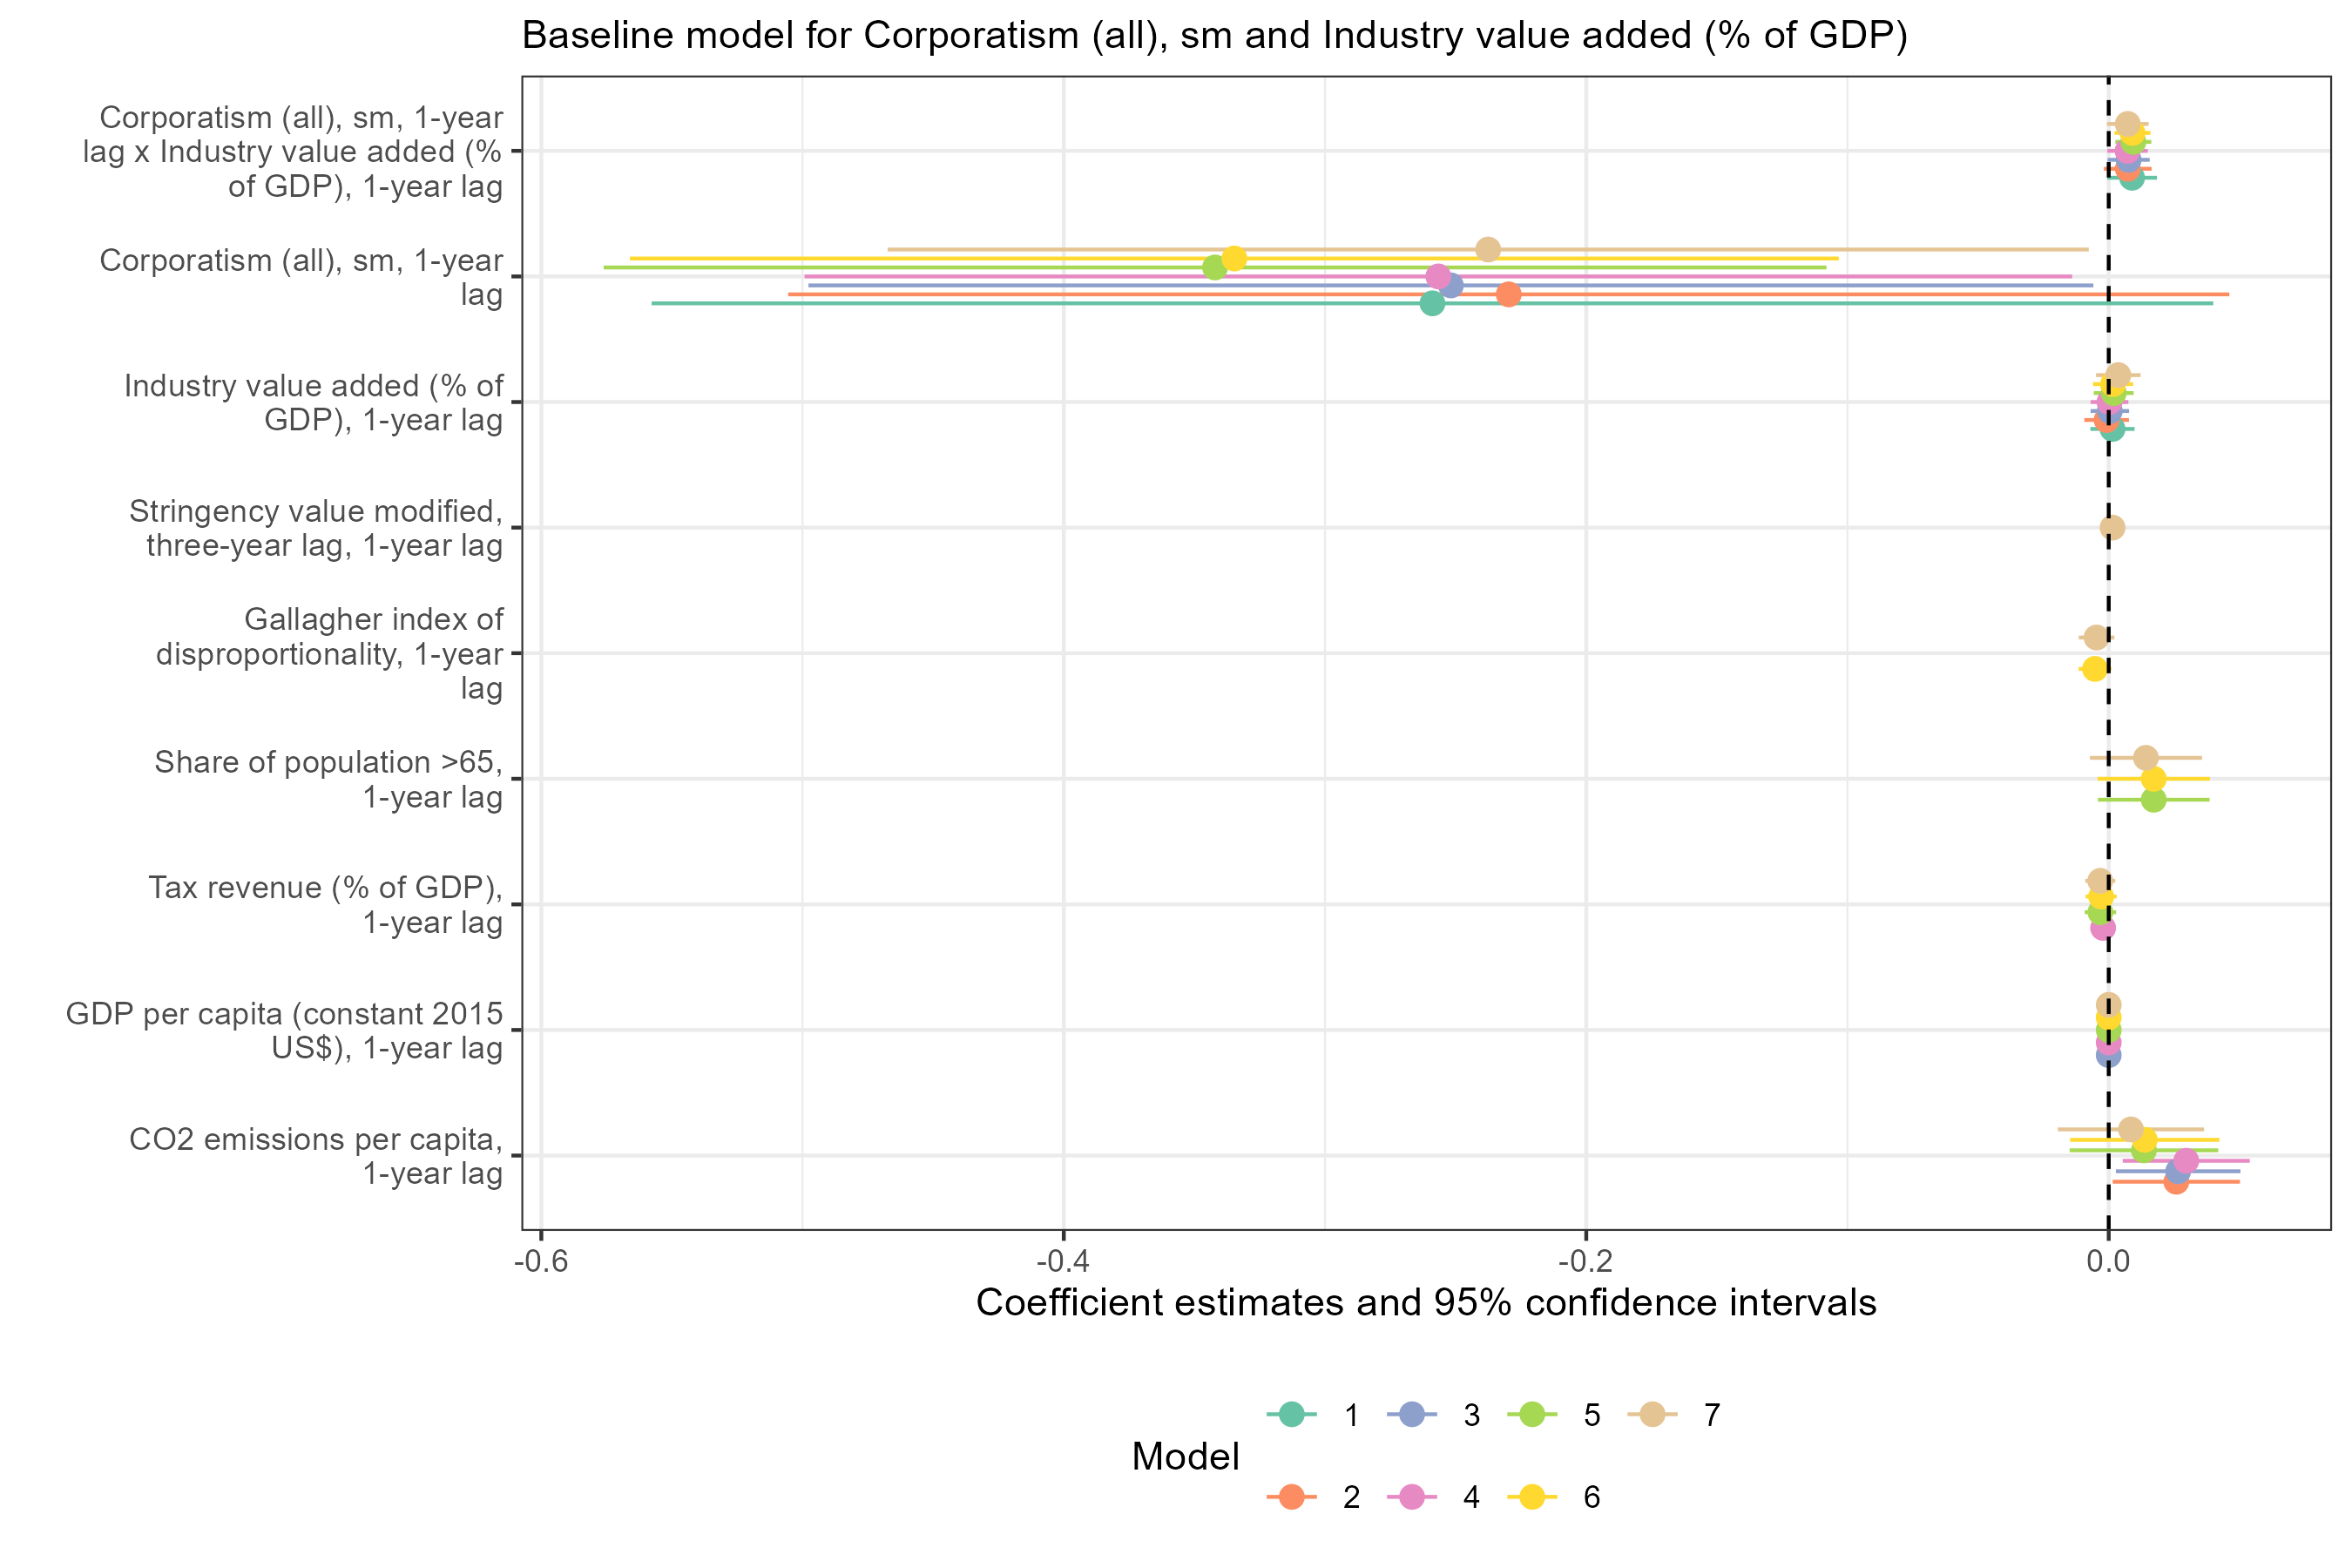 Baseline model for Corporatism (all), sm and Industry value added (% of GDP)
Corporatism (all), sm, 1-year
lag x Industry value added (%
of GDP), 1-year lag
Corporatism (all), sm, 1-year
lag
Industry value added (% of
GDP), 1-year lag
Stringency value modified,
three-year lag, 1-year lag
Gallagher index of
disproportionality, 1-year
lag
Share of population >65,
1-year lag
Tax revenue (% of GDP),
1-year lag
GDP per capita (constant 2015
US$), 1-year lag
CO2 emissions per capita,
1-year lag
-0.6 -0.4 -0.2 0.0
Coefficient estimates and 95% confidence intervals
Model
1 3 5 7
2 4 6